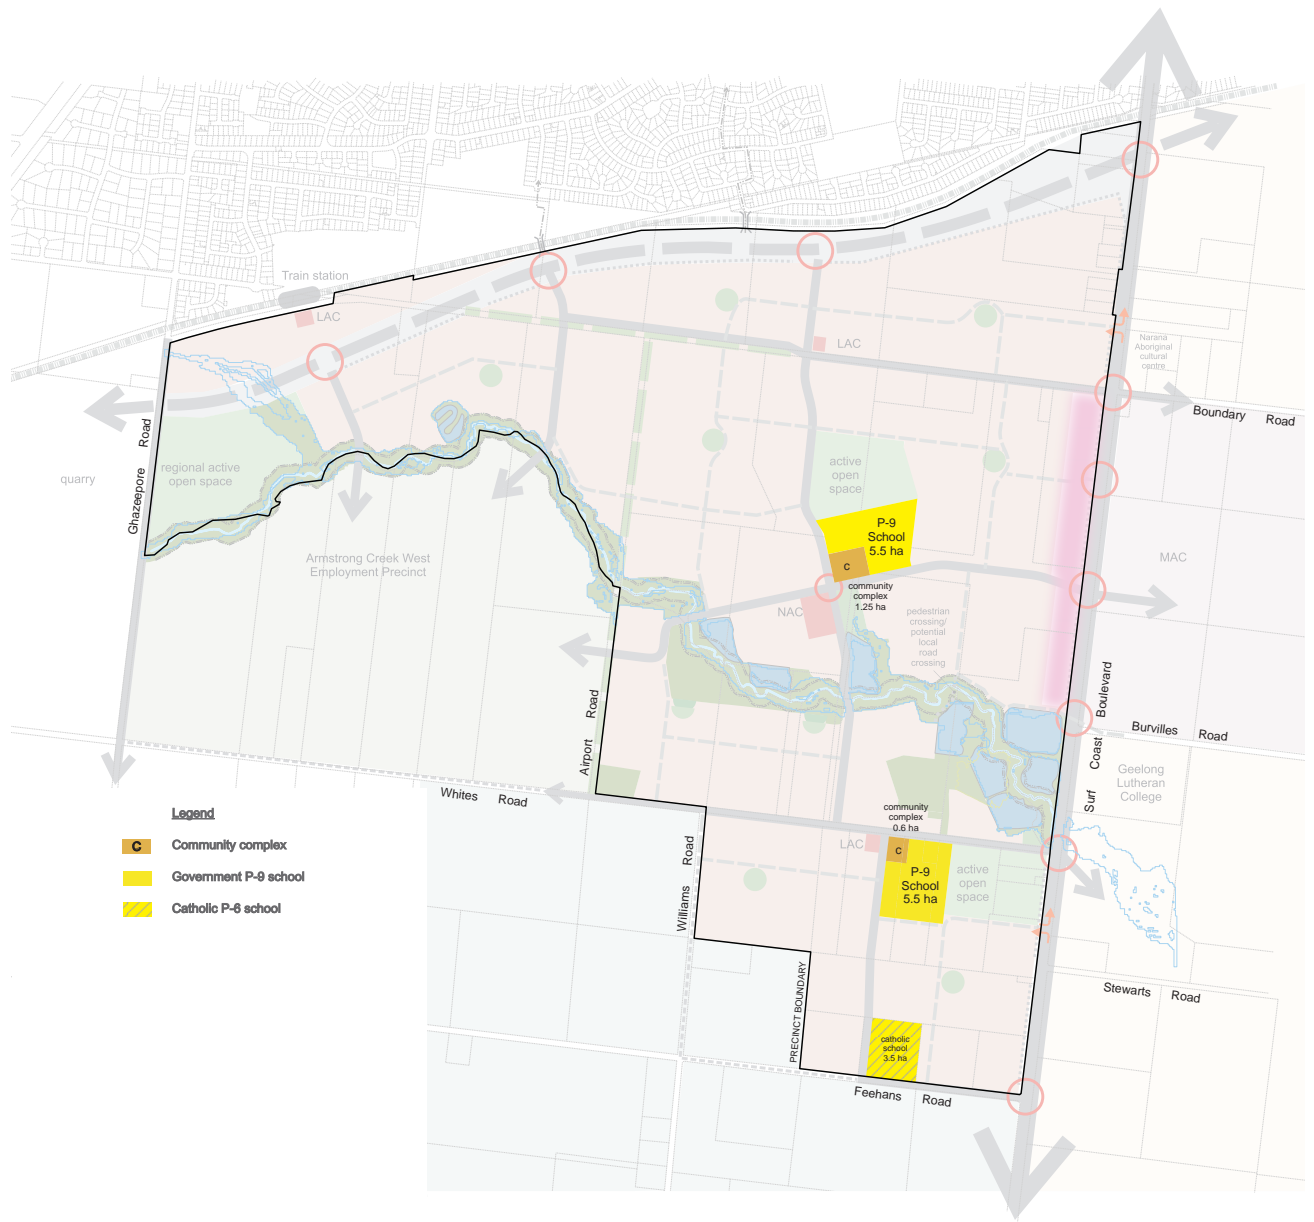 Train station
LAC
LAC
Narana
Aboriginal
cultural
centre
Boundary Road
Ghazeepore Road
quarry
regional active
open space
active
open
space
P-9
School
5.5 ha
C
community
complex
1.25 ha
MAC
Armstrong Creek West
Employment Precinct
NAC
pedestrian
crossing/
potential
local
road
crossing
Airport Road
Surf Coast Boulevard
Burvilles Road
Geelong
Lutheran
College
Whites Road
community
complex
0.6 ha
LAC
C
P-9
School
5.5 ha
active
open
space
Williams Road
Legend
C Community complex
Government P-9 school
Catholic P-6 school
PRECINCT BOUNDARY
Stewarts Road
catholic
school
3.5 ha
Feehans Road